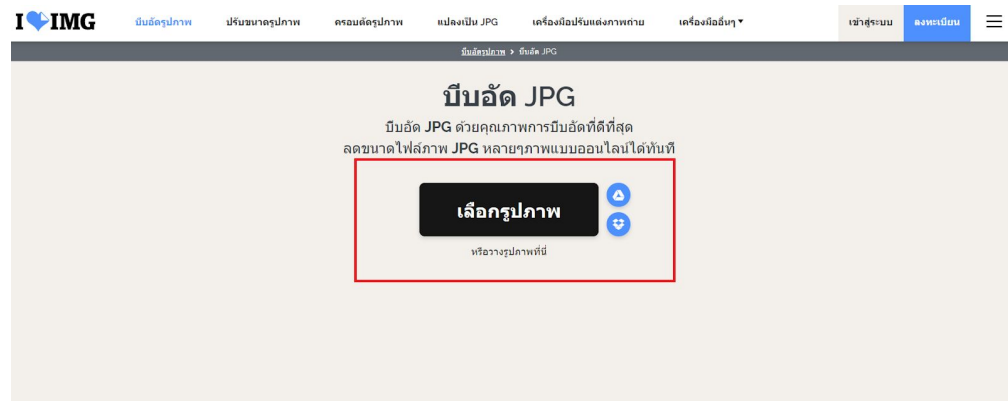 I IMG
บีบอัดรูปภาพ
ปรับขนาดรูปภาพ
ครอบตัดรูปภาพ
แปลงเป็น JPG
เครื่องมือปรับแต่งภาพถ่าย
เครื่องมืออื่นๆ
เข้าสู่ระบบ
ลงทะเบียน
บีบอัดรูปภาพ > บีบอัด JPG
บีบอัด JPG
บีบอัด JPG ด้วยคุณภาพการบีบอัดที่ดีที่สุด
ลดขนาดไฟล์ภาพ JPG หลายๆภาพแบบออนไลน์ได้ทันที
เลือกรูปภาพ
หรือวางรูปภาพที่นี่